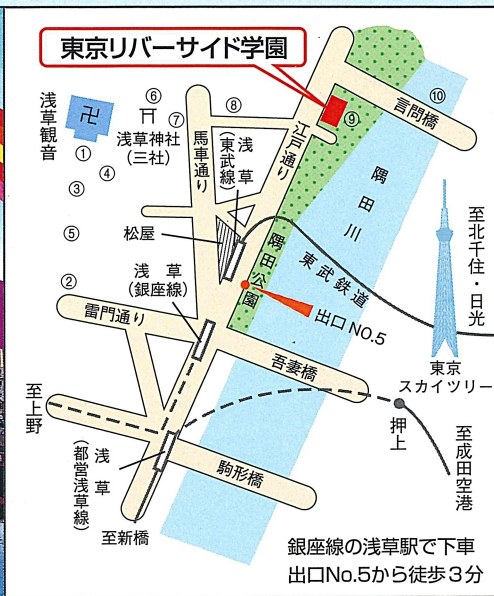 東京リバーサイド学園
浅草観音
卍
①
⑥
⑦
浅草神社
(三社)
④
③
⑤
②
⑧
馬車通り
浅草
(東武線)
江戸通り
⑨
⑩
言問橋
隅田川
松屋
隅田公園
東武鉄道
至北千住・日光
浅草
(銀座線)
出口 NO.5
雷門通り
吾妻橋
東京
スカイツリー
至上野
押上
至成田空港
浅草
(都営浅草線)
駒形橋
至新橋
銀座線の浅草駅で下車
出口No.5から徒歩3分